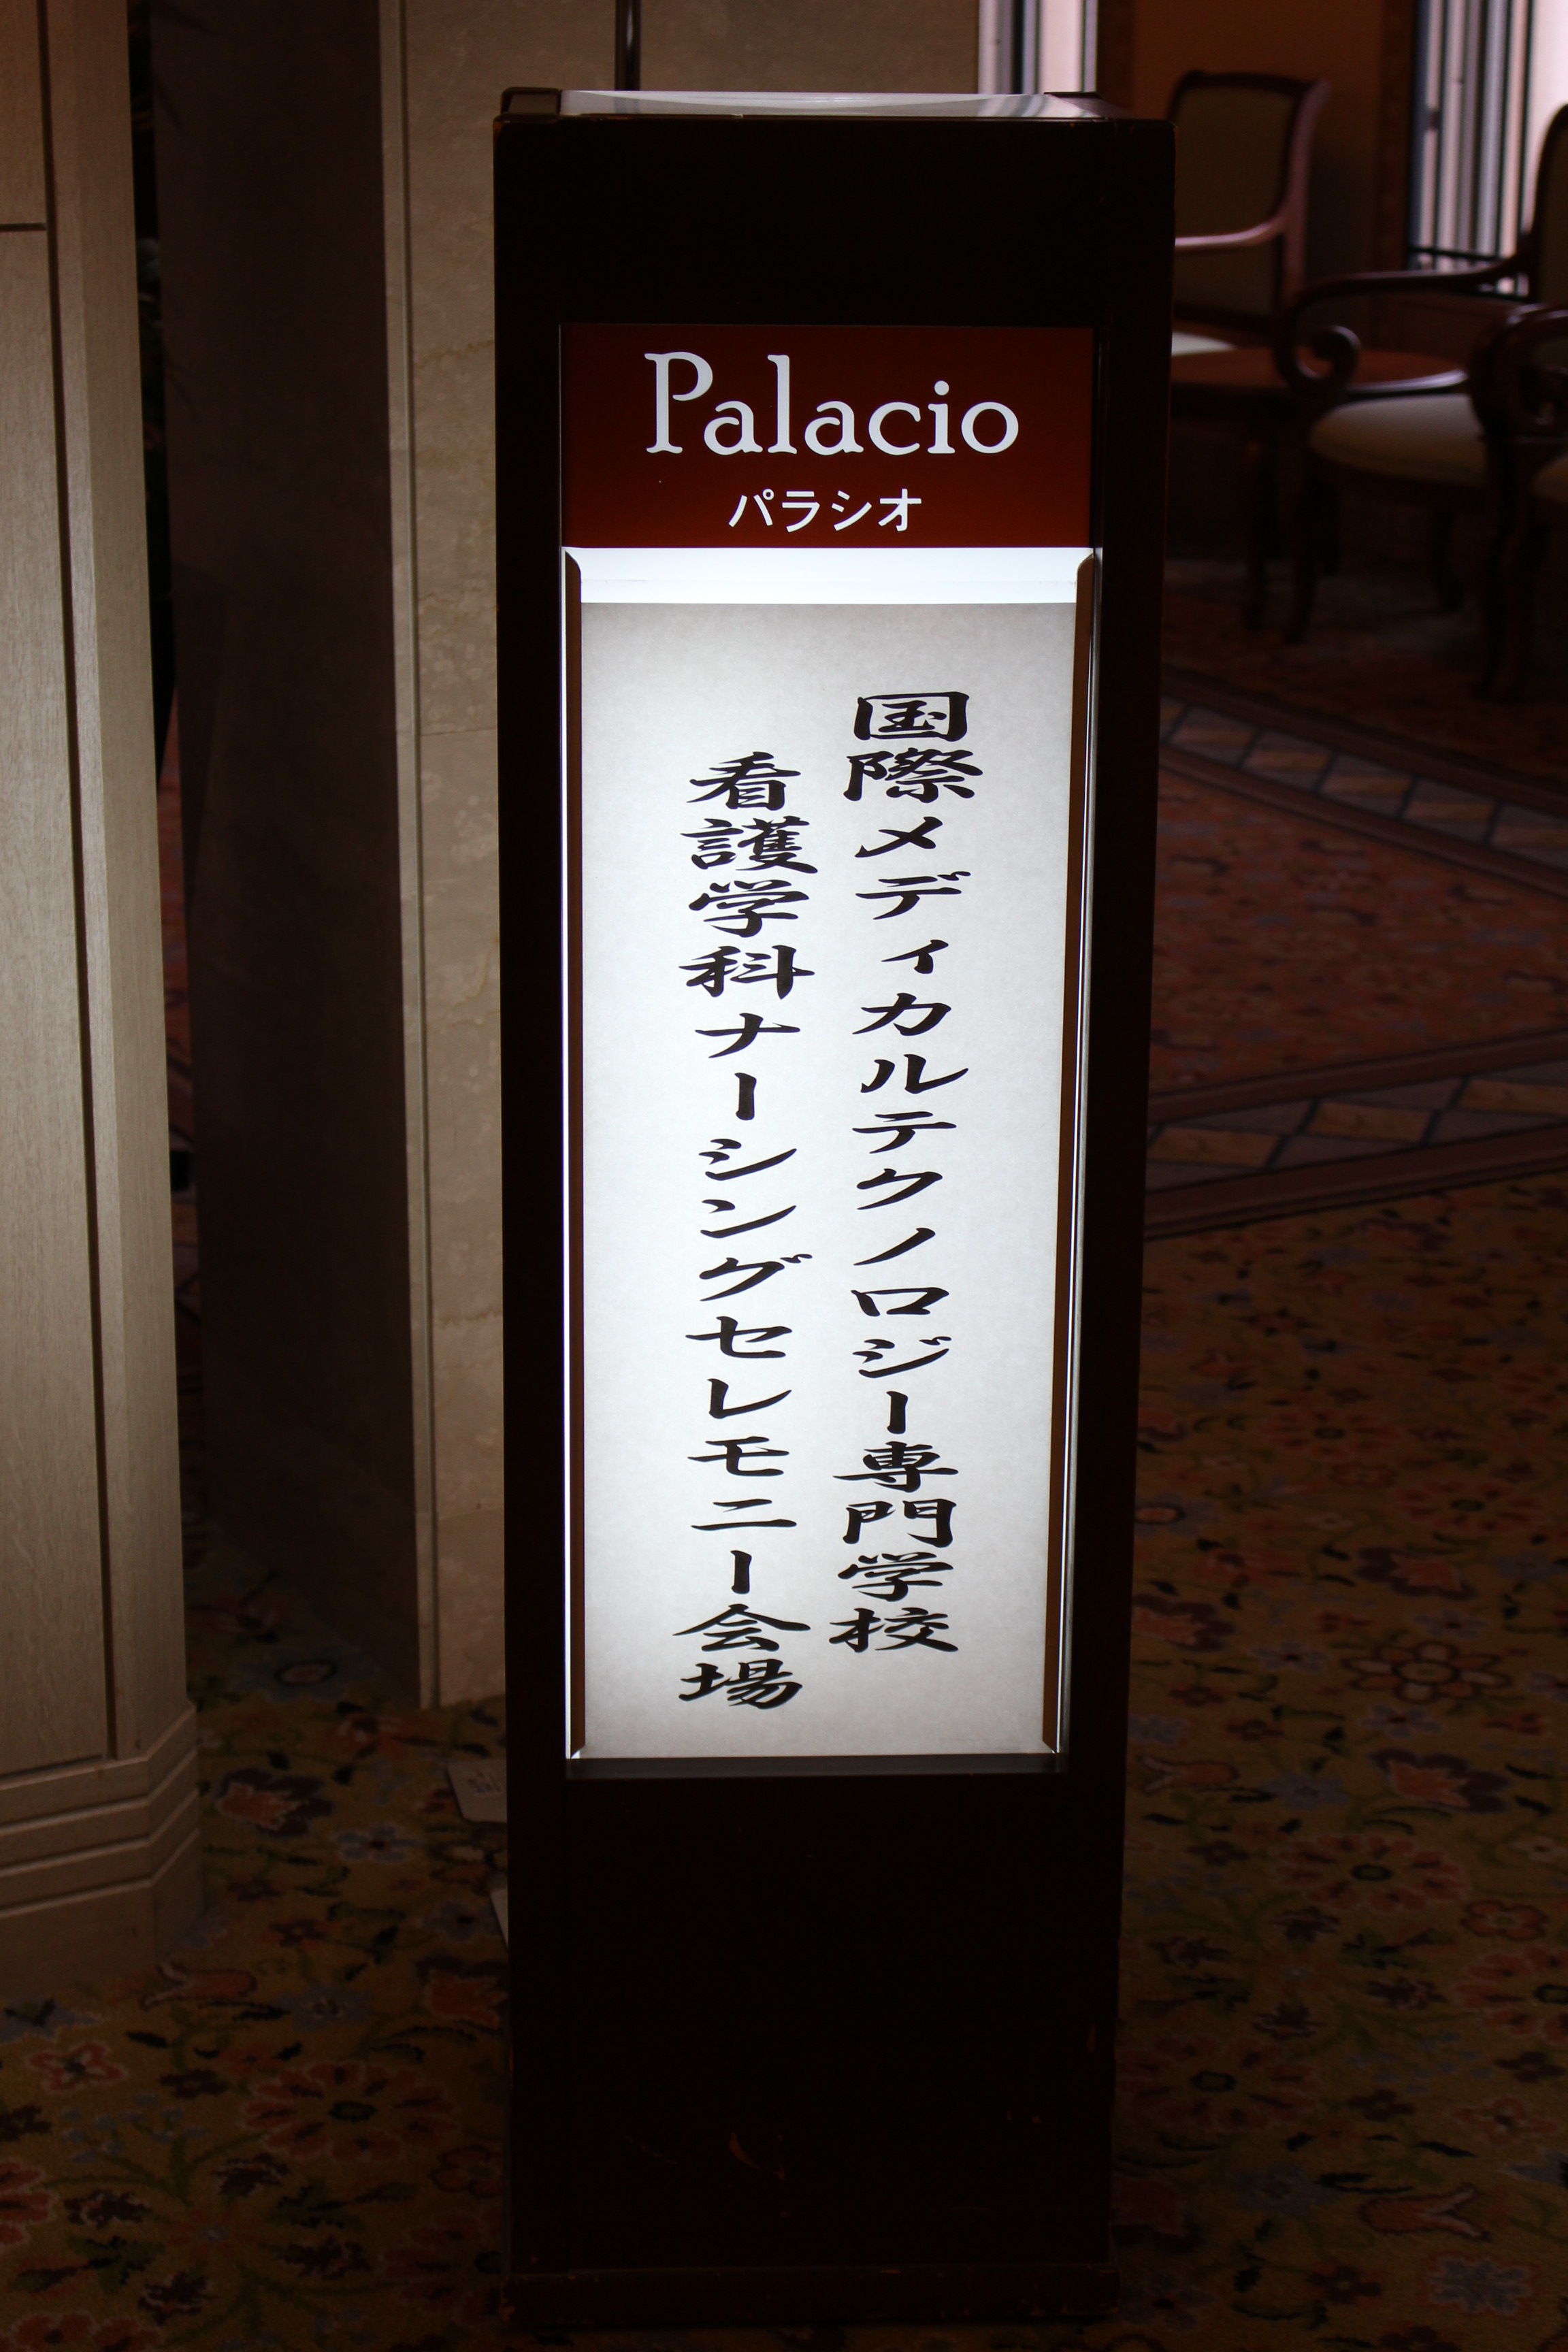 Palacio
パラシオ
国際メディカルテクノロジー専門学校
看護学科ナーシングセレモニー会場